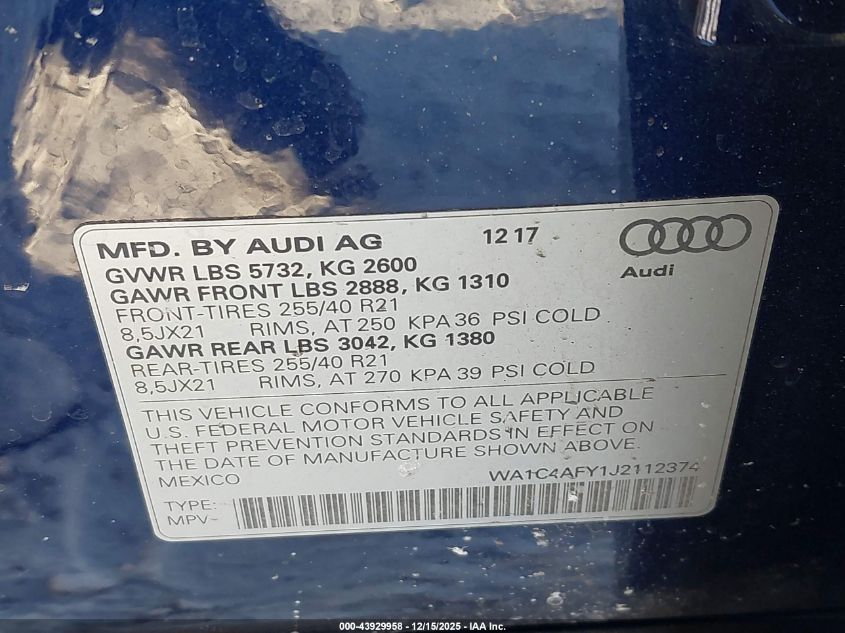 MFD. BY AUDI AG 12 17
Audi
GVWR LBS 5732, KG 2600
GAWR FRONT LBS 2888, KG 1310
FRONT-TIRES 255/40 R21
8,5JX21 RIMS, AT 250 KPA 36 PSI COLD
GAWR REAR LBS 3042, KG 1380
REAR-TIRES 255/40 R21
8,5JX21 RIMS, AT 270 KPA 39 PSI COLD
THIS VEHICLE CONFORMS TO ALL APPLICABLE
U.S. FEDERAL MOTOR VEHICLE SAFETY AND
THEFT PREVENTION STANDARDS IN EFFECT ON
THE DATE OF MANUFACTURE SHOWN ABOVE.
MEXICO WA1C4AFY1J2112374
TYPE:
MPV
000-43929958 - 12/15/2025 - IAA Inc.